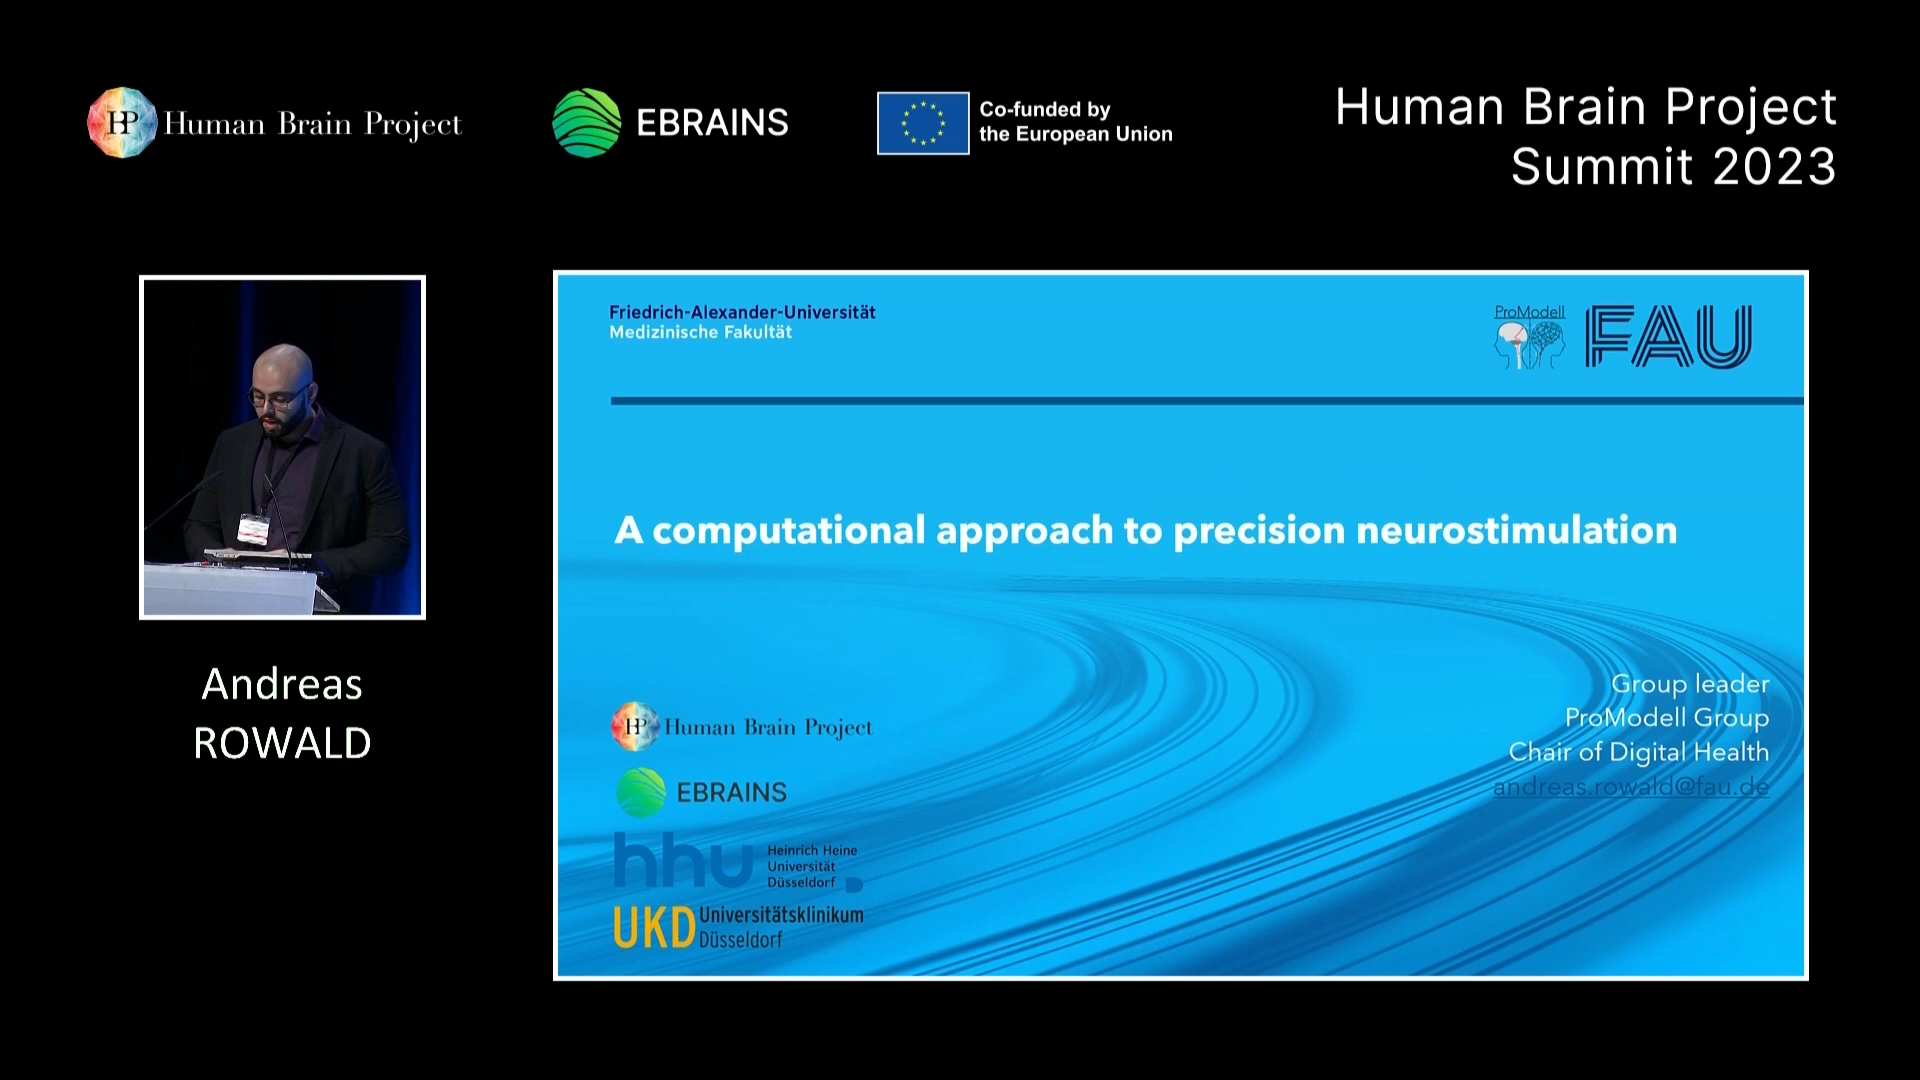 HP Human Brain Project
EBRAINS
Co-funded by
the European Union
Human Brain Project
Summit 2023
Friedrich-Alexander-Universität
Medizinische Fakultät
ProModell
FAU
A computational approach to precision neurostimulation
Group leader
ProModell Group
Chair of Digital Health
andreas.rowald@fau.de
HP Human Brain Project
EBRAINS
hhu Heinrich Heine
Universität
Düsseldorf
UKD Universitätsklinikum
Düsseldorf
Andreas
ROWALD